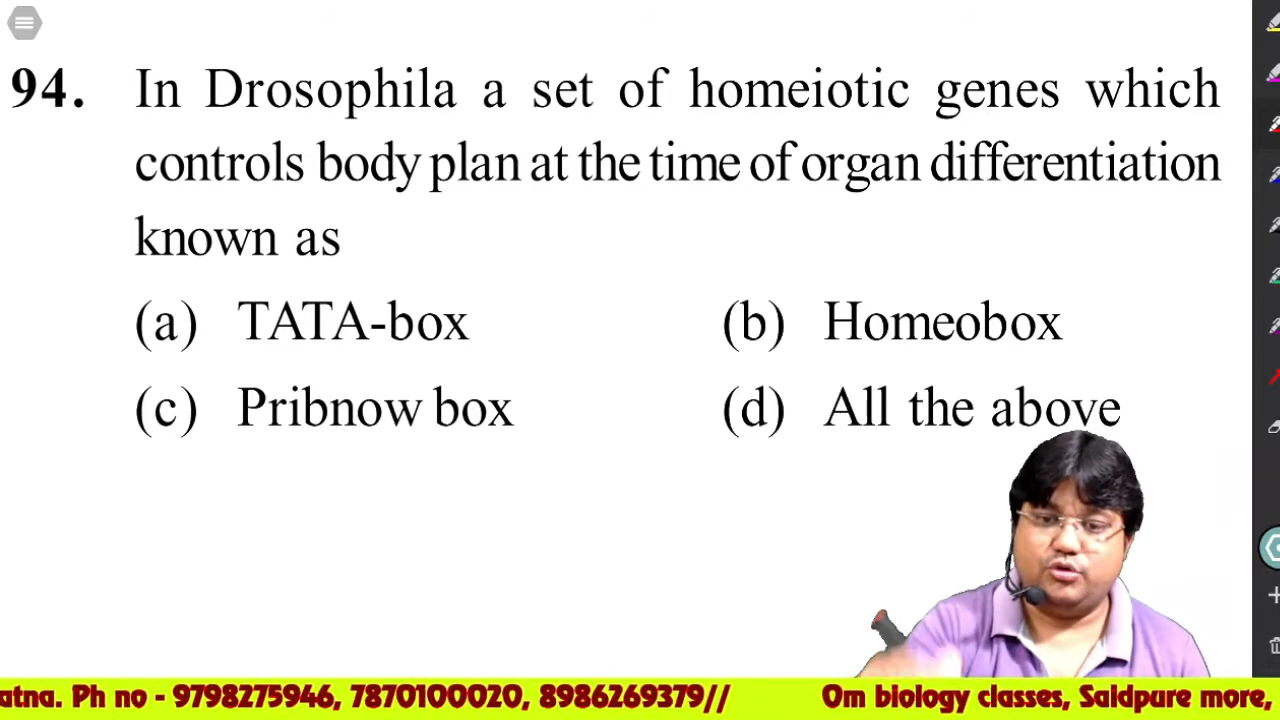 94. In Drosophila a set of homeiotic genes which
controls body plan at the time of organ differentiation
known as
(a) TATA-box (b) Homeobox
(c) Pribnow box (d) All the above
atna. Ph no - 9798275946, 7870100020, 8986269379// Om biology classes, Saidpure more,